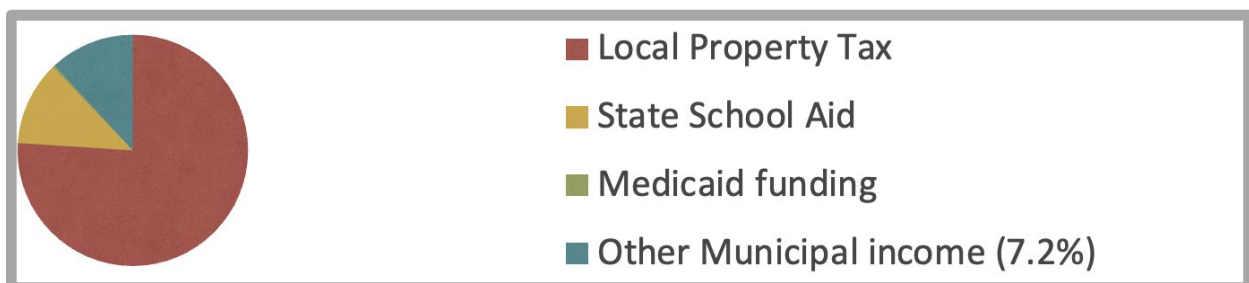 Local Property Tax
State School Aid
Medicaid funding
Other Municipal income (7.2%)